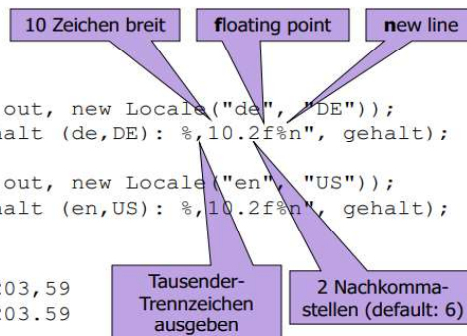 10 Zeichen breit
floating point
new line
out, new Locale("de", "DE"));
halt (de,DE): %,10.2f%n", gehalt);
out, new Locale("en", "US"));
halt (en,US): %,10.2f%n", gehalt);
03,59
03.59
Tausender-
Trennzeichen
ausgeben
2 Nachkomma-
stellen (default: 6)